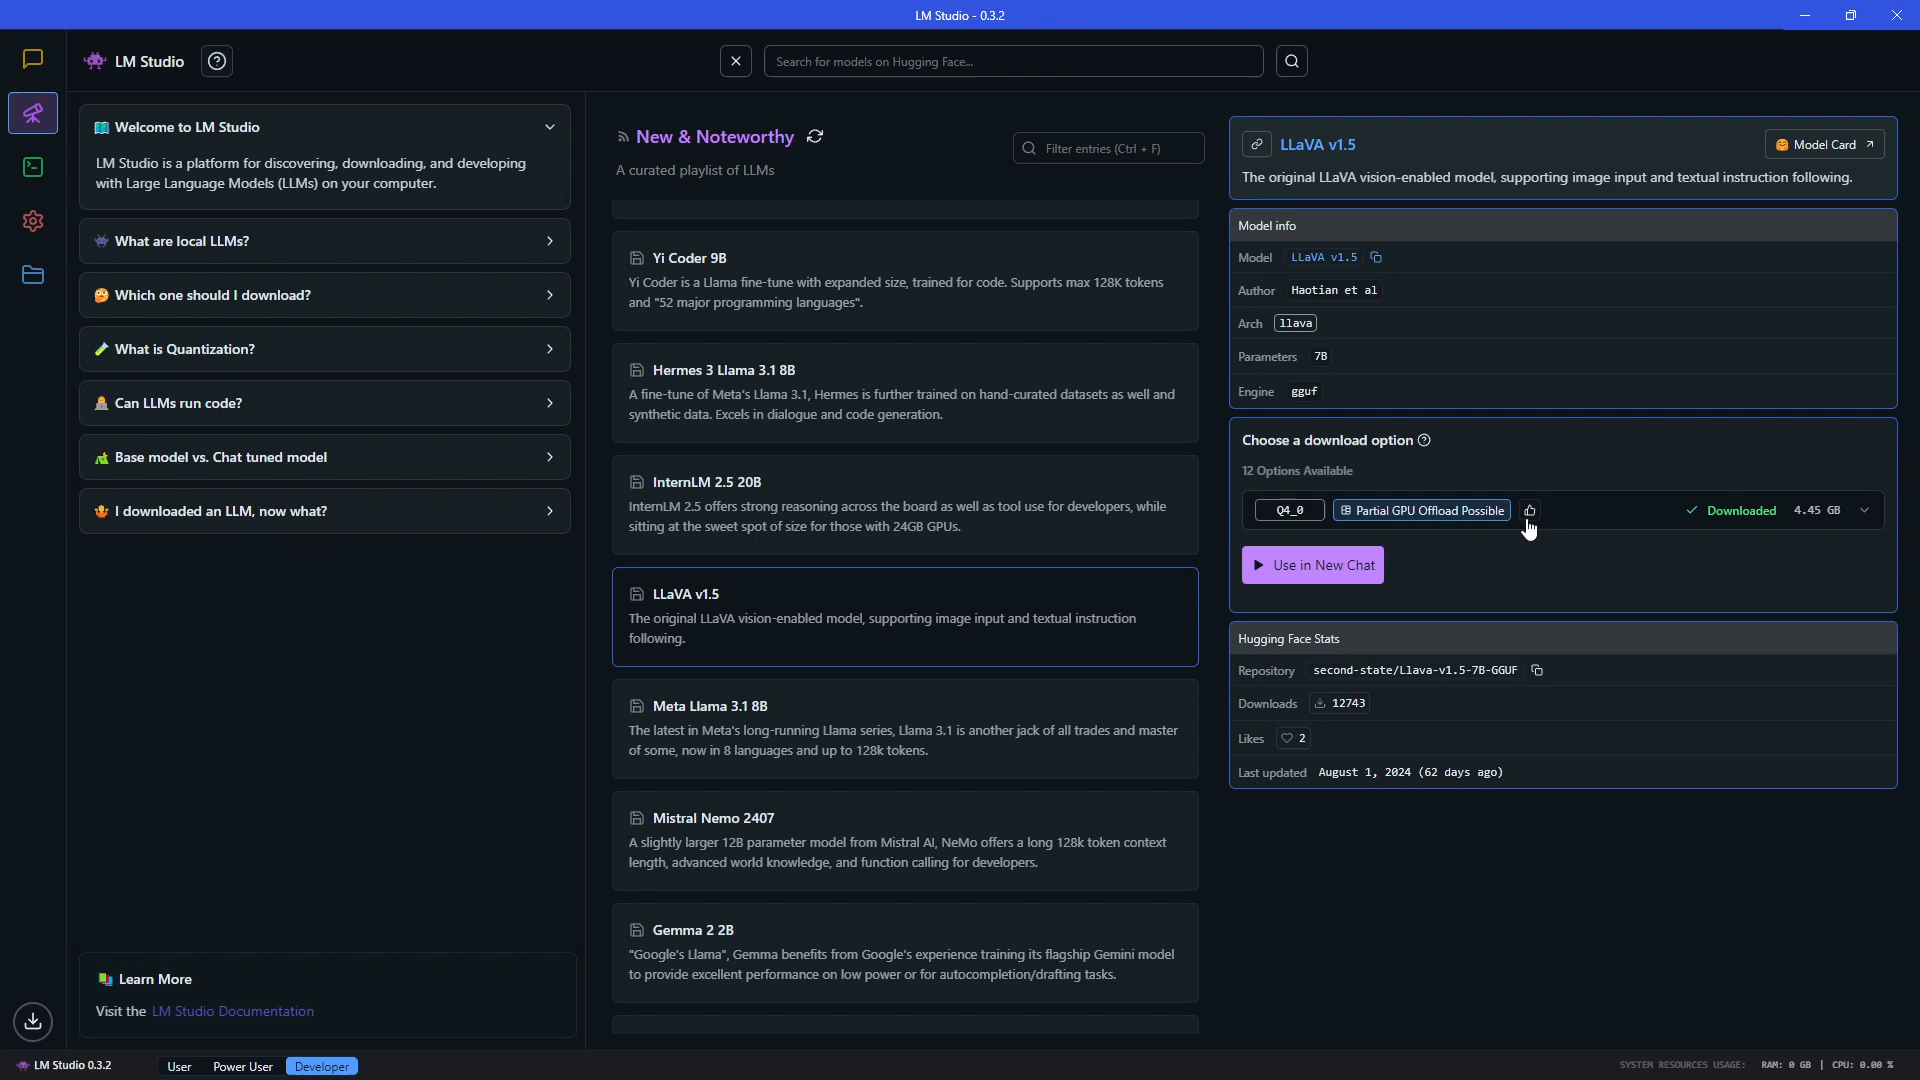 LM Studio - 0.3.2
LM Studio
Search for models on Hugging Face...
Welcome to LM Studio
LM Studio is a platform for discovering, downloading, and developing
with Large Language Models (LLMs) on your computer.
What are local LLMs?
Which one should I download?
What is Quantization?
Can LLMs run code?
Base model vs. Chat tuned model
I downloaded an LLM, now what?
Learn More
Visit the LM Studio Documentation
New & Noteworthy
A curated playlist of LLMs
Filter entries (Ctrl + F)
Yi Coder 9B
Yi Coder is a Llama fine-tune with expanded size, trained for code. Supports max 128K tokens
and "52 major programming languages".
Hermes 3 Llama 3.1 8B
A fine-tune of Meta's Llama 3.1, Hermes is further trained on hand-curated datasets as well and
synthetic data. Excels in dialogue and code generation.
InternLM 2.5 20B
InternLM 2.5 offers strong reasoning across the board as well as tool use for developers, while
sitting at the sweet spot of size for those with 24GB GPUs.
LLaVA v1.5
The original LLaVA vision-enabled model, supporting image input and textual instruction
following.
Meta Llama 3.1 8B
The latest in Meta's long-running Llama series, Llama 3.1 is another jack of all trades and master
of some, now in 8 languages and up to 128k tokens.
Mistral Nemo 2407
A slightly larger 12B parameter model from Mistral AI, NeMo offers a long 128k token context
length, advanced world knowledge, and function calling for developers.
Gemma 2 2B
"Google's Llama", Gemma benefits from Google's experience training its flagship Gemini model
to provide excellent performance on low power or for autocompletion/drafting tasks.
LLaVA v1.5
Model Card
The original LLaVA vision-enabled model, supporting image input and textual instruction following.
Model info
Model LLaVA v1.5
Author Haotian et al
Arch llava
Parameters 7B
Engine gguf
Choose a download option
12 Options Available
Q4_0 Partial GPU Offload Possible Downloaded 4.45 GB
Use in New Chat
Hugging Face Stats
Repository second-state/Llava-v1.5-7B-GGUF
Downloads 12743
Likes 2
Last updated August 1, 2024 (62 days ago)
LM Studio 0.3.2
User Power User Developer
SYSTEM RESOURCES USAGE: RAM: 0 GB | CPU: 0.00 %